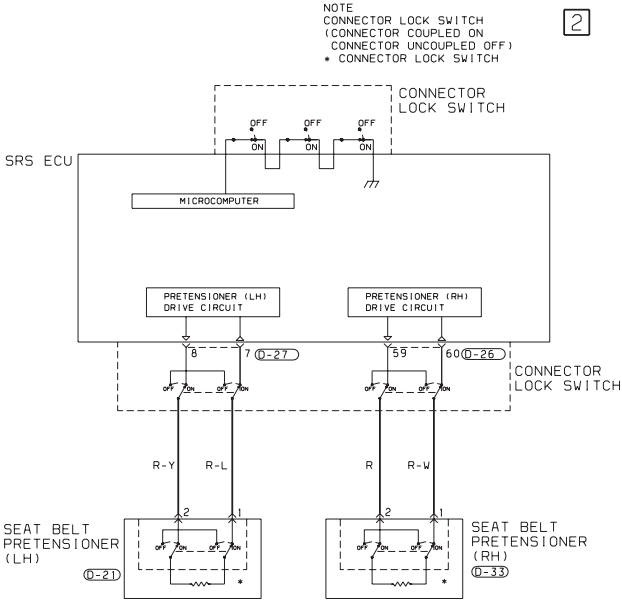 NOTE
CONNECTOR LOCK SWITCH
(CONNECTOR COUPLED ON
CONNECTOR UNCOUPLED OFF)
* CONNECTOR LOCK SWITCH
2
CONNECTOR
LOCK SWITCH
OFF OFF OFF
ON ON ON
SRS ECU
MICROCOMPUTER
PRETENSIONER (LH)
DRIVE CIRCUIT
PRETENSIONER (RH)
DRIVE CIRCUIT
8 7 D-27 59 60 D-26
CONNECTOR
LOCK SWITCH
OFF ON OFF ON OFF ON OFF ON
R-Y R-L R R-W
2 1 2 1
SEAT BELT
PRETENSIONER
(LH)
D-21
OFF ON OFF ON
*
OFF ON OFF ON
*
SEAT BELT
PRETENSIONER
(RH)
D-33